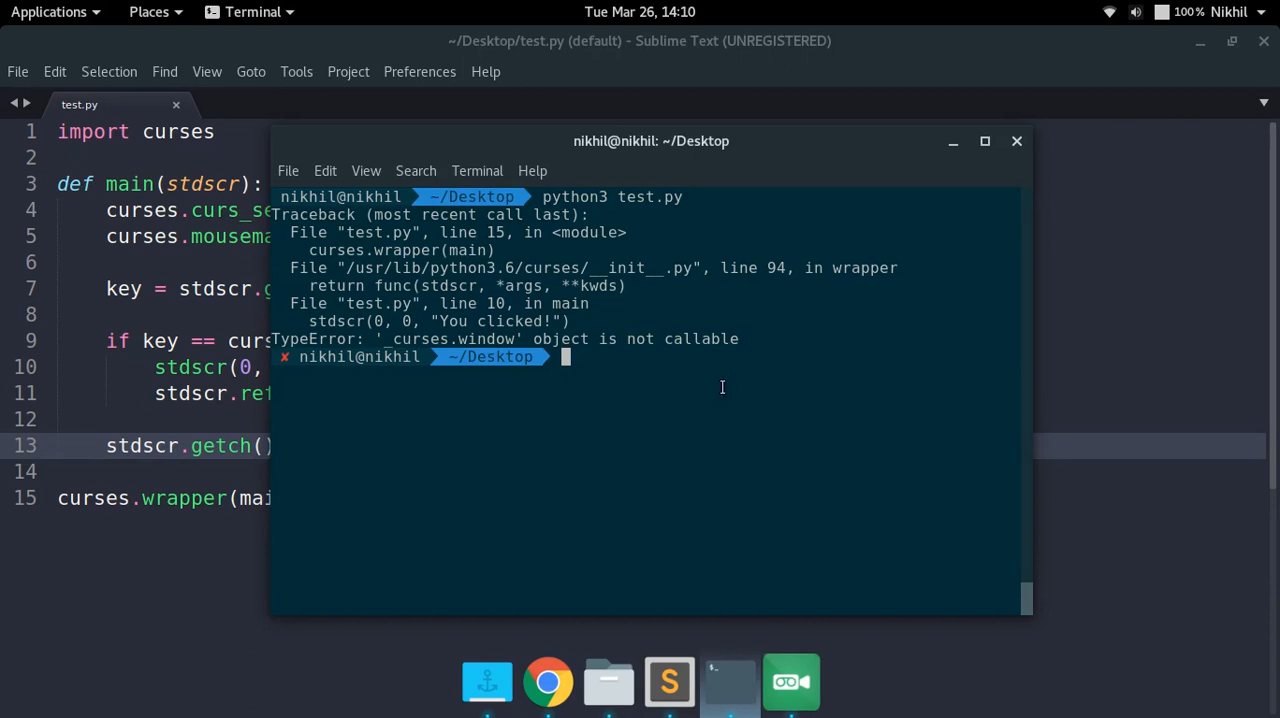 Applications Places Terminal Tue Mar 26, 14:10 100% Nikhil
~/Desktop/test.py (default) - Sublime Text (UNREGISTERED)
File Edit Selection Find View Goto Tools Project Preferences Help
test.py
1 import curses
2
3 def main(stdscr):
4 curses.curs_se
5 curses.mousema
6
7 key = stdscr.g
8
9 if key == curs
10 stdscr(0,
11 stdscr.ref
12
13 stdscr.getch()
14
15 curses.wrapper(mai
nikhil@nikhil: ~/Desktop
File Edit View Search Terminal Help
nikhil@nikhil ~/Desktop python3 test.py
Traceback (most recent call last):
File "test.py", line 15, in <module>
curses.wrapper(main)
File "/usr/lib/python3.6/curses/__init__.py", line 94, in wrapper
return func(stdscr, *args, **kwds)
File "test.py", line 10, in main
stdscr(0, 0, "You clicked!")
TypeError: '_curses.window' object is not callable
✘ nikhil@nikhil ~/Desktop
S
$_